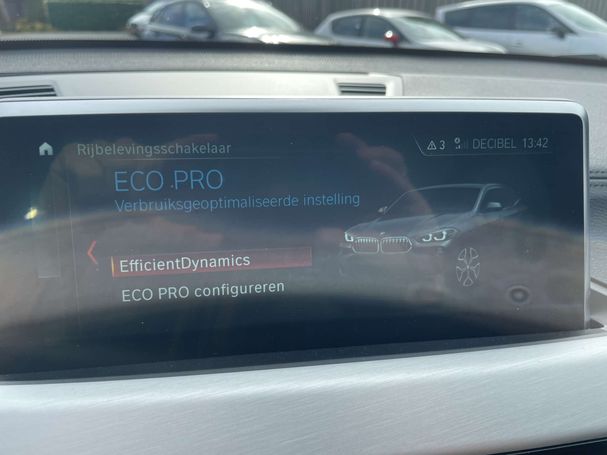 Rijbelevingsschakelaar
3 DECIBEL 13:42
ECO PRO
Verbruiksgeoptimaliseerde instelling
EfficientDynamics
ECO PRO configureren